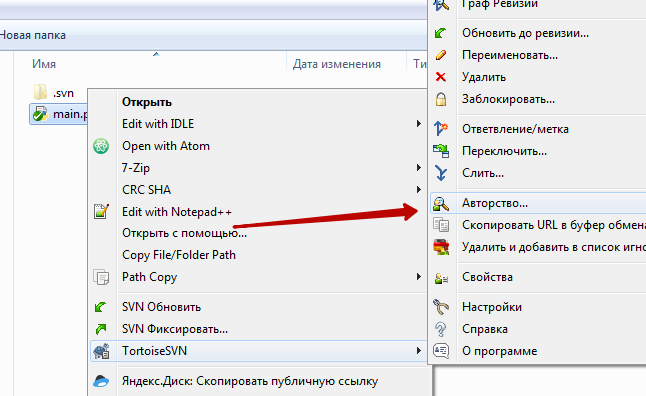 Граф Ревизий
Новая папка
Имя
Дата изменения
Ти
.svn
main.p
Открыть
Edit with IDLE
Open with Atom
7-Zip
CRC SHA
Edit with Notepad++
Открыть с помощью...
Copy File/Folder Path
Path Copy
SVN Обновить
SVN Фиксировать...
TortoiseSVN
Яндекс.Диск: Скопировать публичную ссылку
Обновить до ревизии...
Переименовать...
Удалить
Заблокировать...
Ответвление/метка
Переключить...
Слить...
Авторство...
Скопировать URL в буфер обмена
Удалить и добавить в список игно
Свойства
Настройки
Справка
О программе